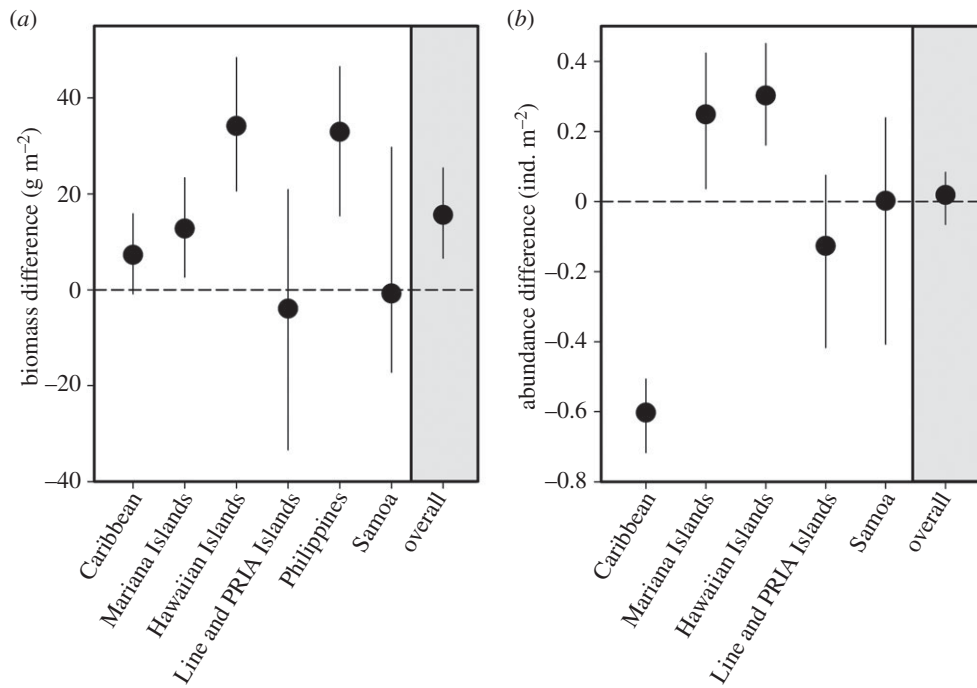 (a)
biomass difference (g m⁻²)
40
20
0
−20
−40
Caribbean
Mariana Islands
Hawaiian Islands
Line and PRIA Islands
Philippines
Samoa
overall
(b)
abundance difference (ind. m⁻²)
0.4
0.2
0
−0.2
−0.4
−0.6
−0.8
Caribbean
Mariana Islands
Hawaiian Islands
Line and PRIA Islands
Samoa
overall